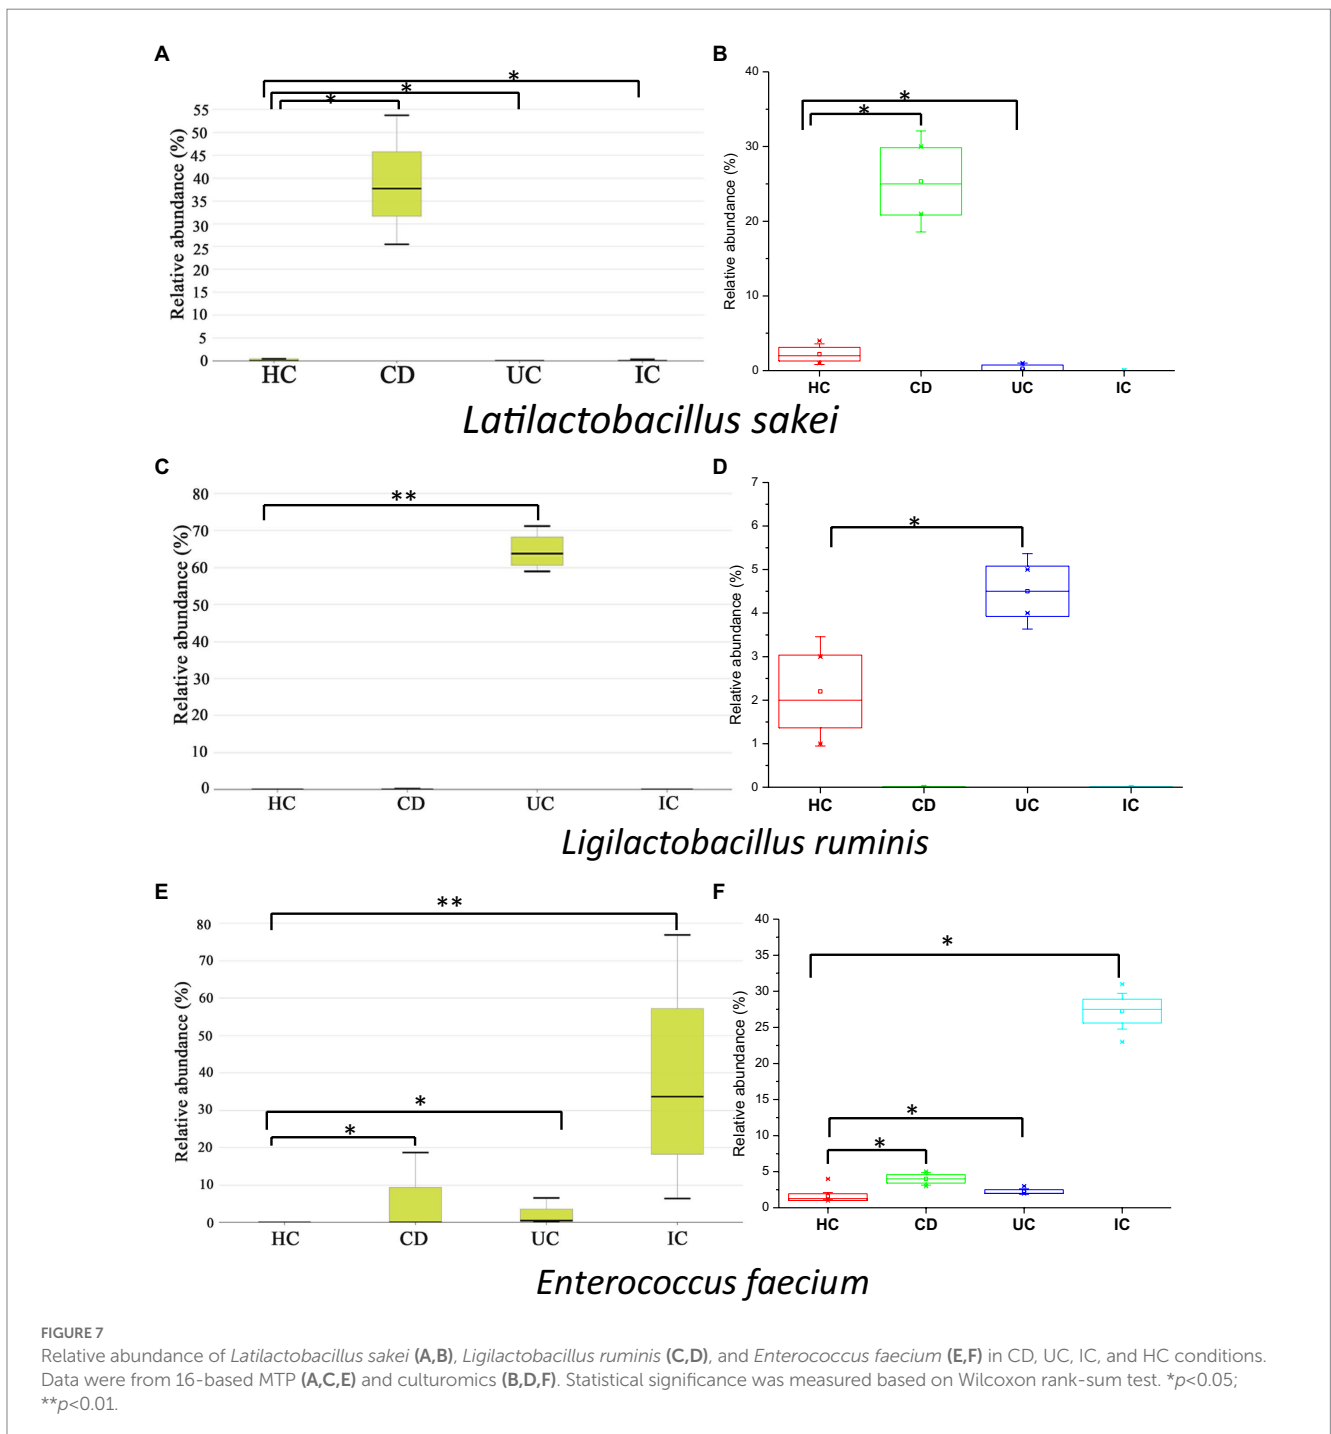 A
* * *
55
50
45
40
35
30
25
20
15
10
5
0
Relative abundance (%)
HC CD UC IC
B
* *
40
30
20
10
0
Relative abundance (%)
HC CD UC IC
Latilactobacillus sakei
C
**
80
70
60
50
40
30
20
10
0
Relative abundance (%)
HC CD UC IC
D
*
7
6
5
4
3
2
1
0
Relative abundance (%)
HC CD UC IC
Ligilactobacillus ruminis
E
** * *
80
70
60
50
40
30
20
10
0
Relative abundance (%)
HC CD UC IC
F
* * *
40
35
30
25
20
15
10
5
0
Relative abundance (%)
HC CD UC IC
Enterococcus faecium
FIGURE 7
Relative abundance of Latilactobacillus sakei (A,B), Ligilactobacillus ruminis (C,D), and Enterococcus faecium (E,F) in CD, UC, IC, and HC conditions.
Data were from 16-based MTP (A,C,E) and culturomics (B,D,F). Statistical significance was measured based on Wilcoxon rank-sum test. *p<0.05;
**p<0.01.